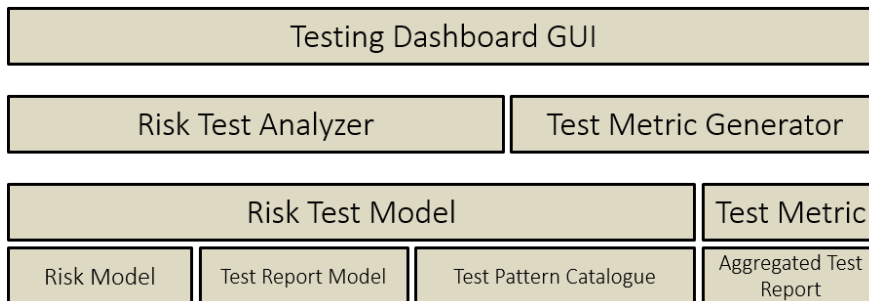 Testing Dashboard GUI
Risk Test Analyzer
Test Metric Generator
Risk Test Model
Test Metric
Risk Model
Test Report Model
Test Pattern Catalogue
Aggregated Test
Report